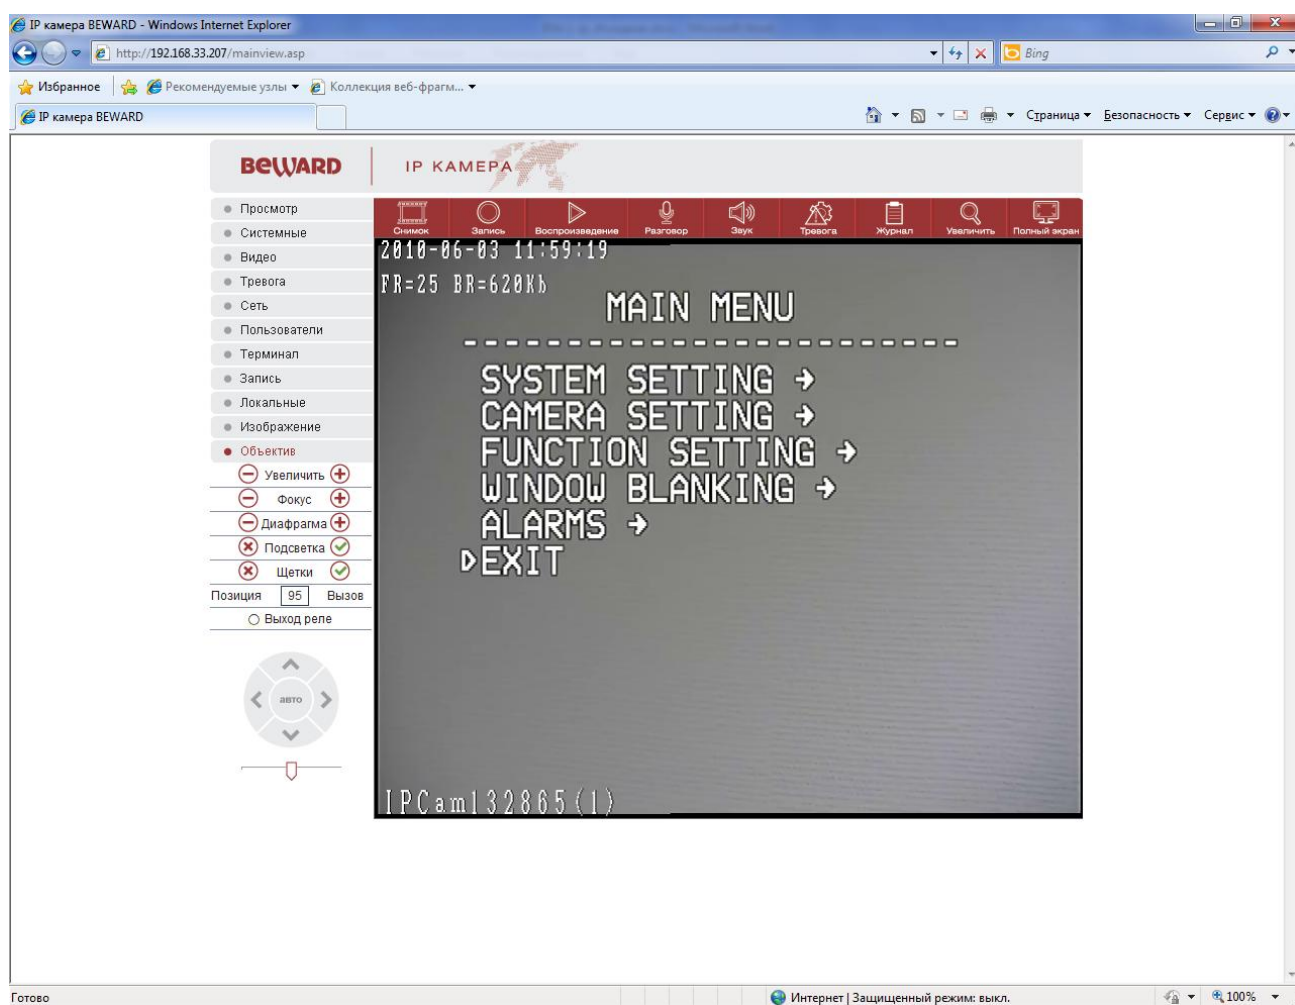 IP камера BEWARD - Windows Internet Explorer
http://192.168.33.207/mainview.asp
Bing
Избранное
Рекомендуемые узлы
Коллекция веб-фрагм...
IP камера BEWARD
Страница
Безопасность
Сервис
BEWARD
IP КАМЕРА
Просмотр
Системные
Видео
Тревога
Сеть
Пользователи
Терминал
Запись
Локальные
Изображение
Объектив
Увеличить
Фокус
Диафрагма
Подсветка
Щетки
Позиция 95 Вызов
Выход реле
авто
Снимок Запись Воспроизведение Разговор Звук Тревога Журнал Увеличить Полный экран
2010-06-03 11:59:19
FR=25 BR=620Kb
MAIN MENU
------------------------
SYSTEM SETTING →
CAMERA SETTING →
FUNCTION SETTING →
WINDOW BLANKING →
ALARMS →
EXIT
IPCam132865(1)
Готово
Интернет | Защищенный режим: выкл.
100%